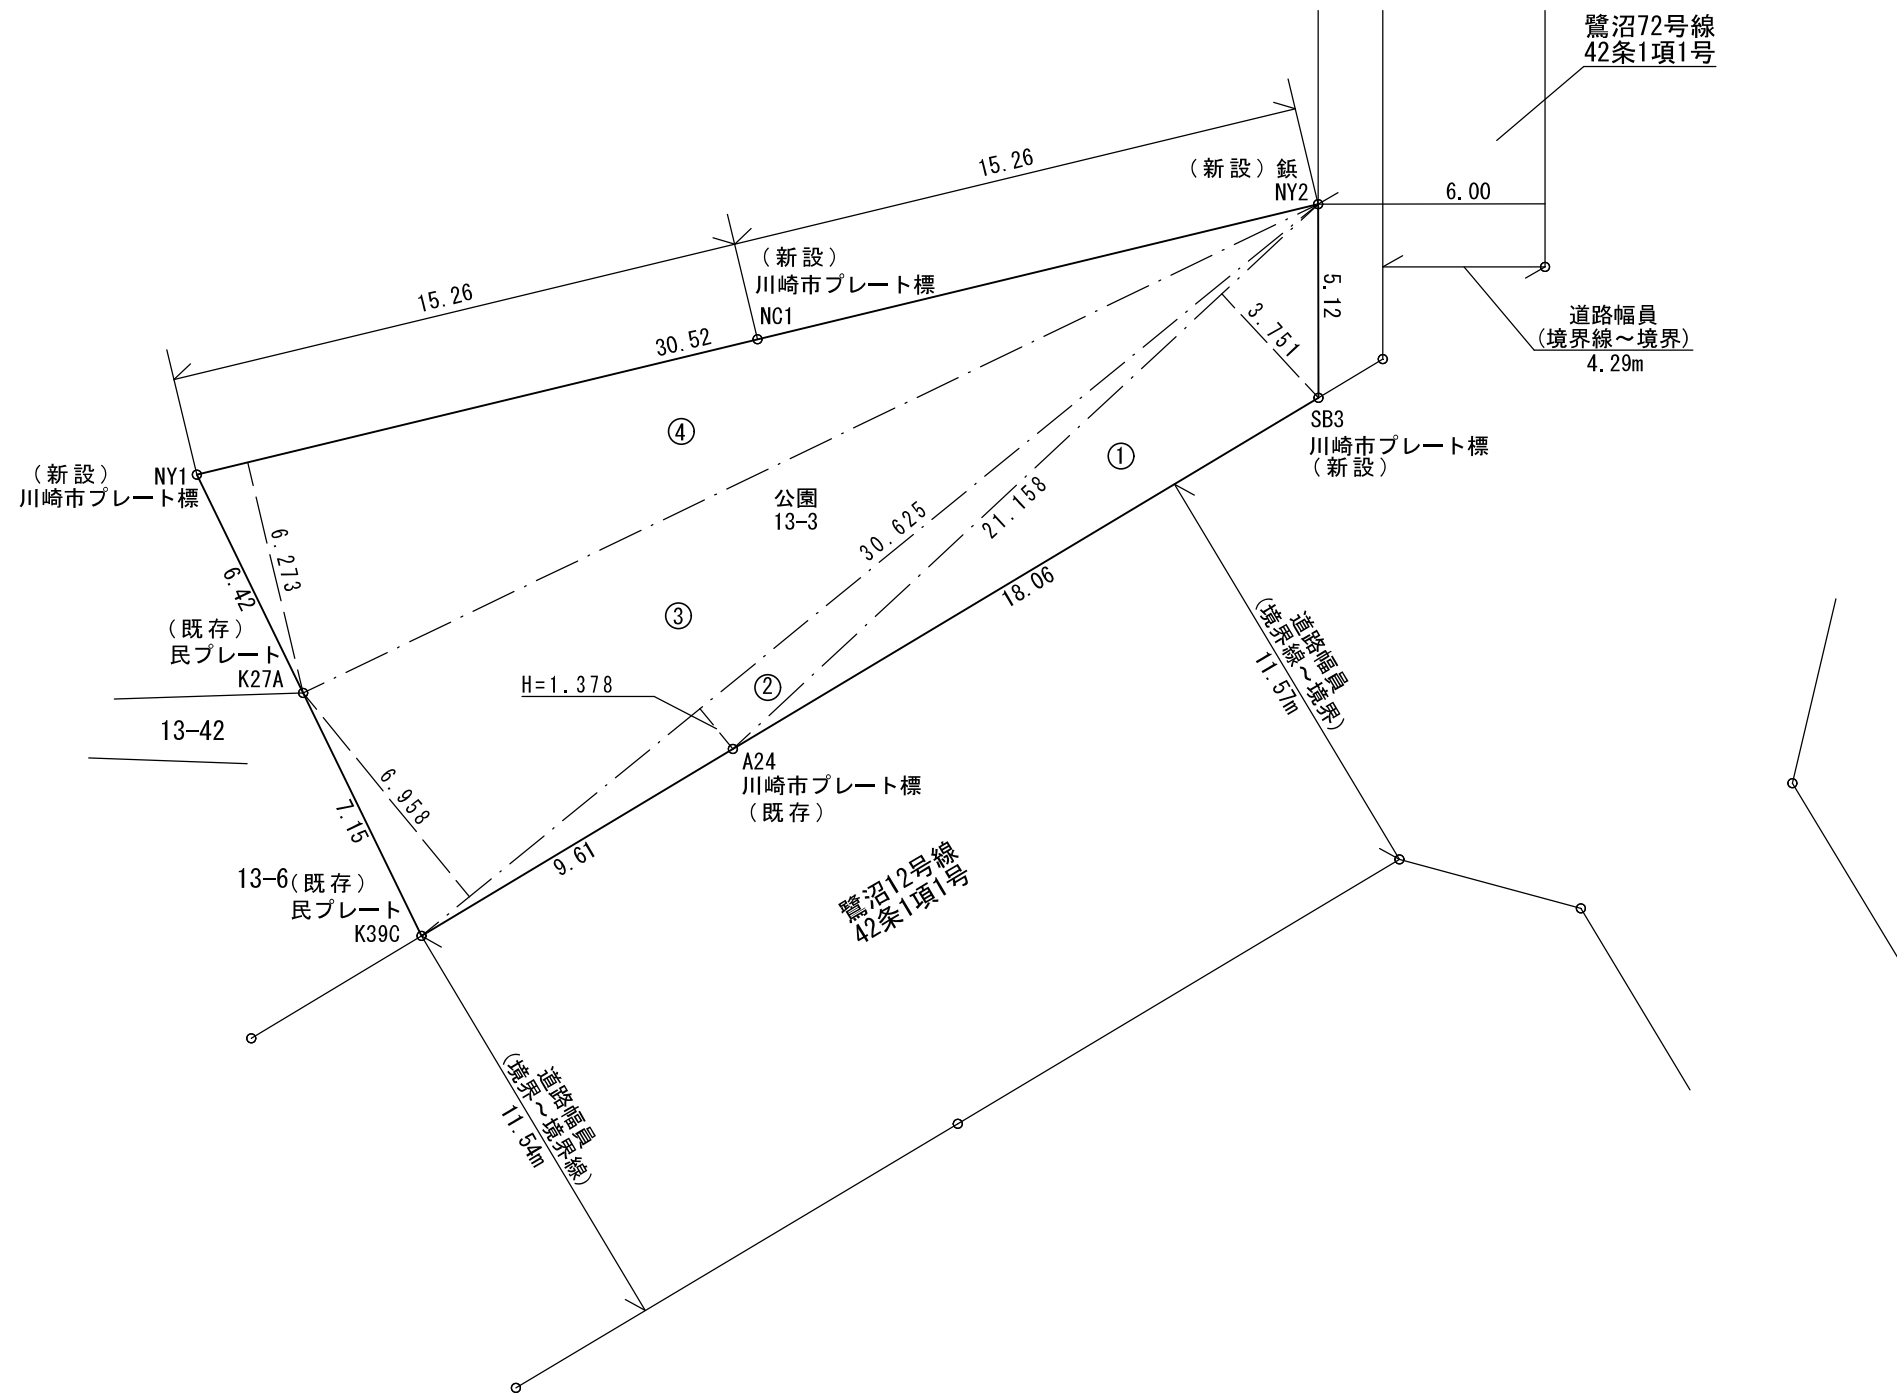 鷺沼72号線
42条1項1号
15.26
(新設)鋲
NY2
6.00
(新設)
川崎市プレート標
NC1
15.26
30.52
5.12
3.751
道路幅員
(境界線～境界)
4.29m
SB3
川崎市プレート標
(新設)
④
①
(新設)
NY1
川崎市プレート標
公園
13-3
30.625
21.158
6.273
6.42
18.06
③
(既存)
民プレート
K27A
H=1.378
②
道路幅員
(境界線～境界)
11.57m
13-42
A24
川崎市プレート標
(既存)
6.958
7.15
9.61
13-6(既存)
民プレート
K39C
鷺沼12号線
42条1項1号
道路幅員
(境界～境界線)
11.54m